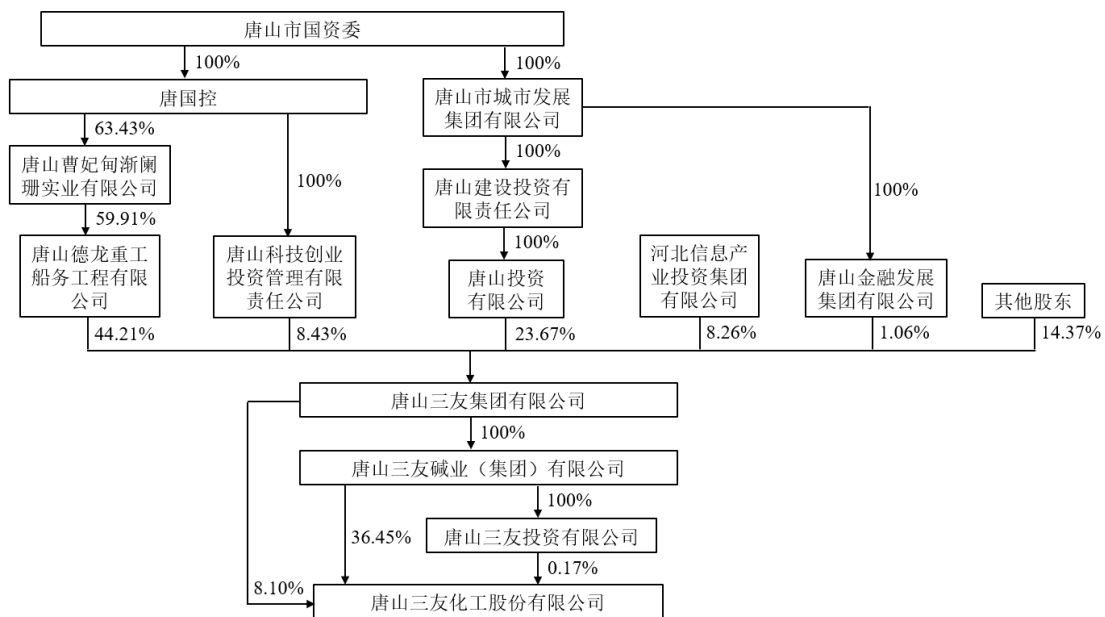 唐山市国资委
100%
100%
唐国控
唐山市城市发展
集团有限公司
63.43%
100%
唐山曹妃甸渐阑
珊实业有限公司
100%
唐山建设投资有
限责任公司
100%
59.91%
100%
唐山德龙重工
船务工程有限
公司
唐山科技创业
投资管理有限
责任公司
唐山投资
有限公司
河北信息产
业投资集团
有限公司
唐山金融发展
集团有限公司
其他股东
44.21%
8.43%
23.67%
8.26%
1.06%
14.37%
唐山三友集团有限公司
100%
唐山三友碱业（集团）有限公司
100%
36.45%
唐山三友投资有限公司
0.17%
8.10%
唐山三友化工股份有限公司